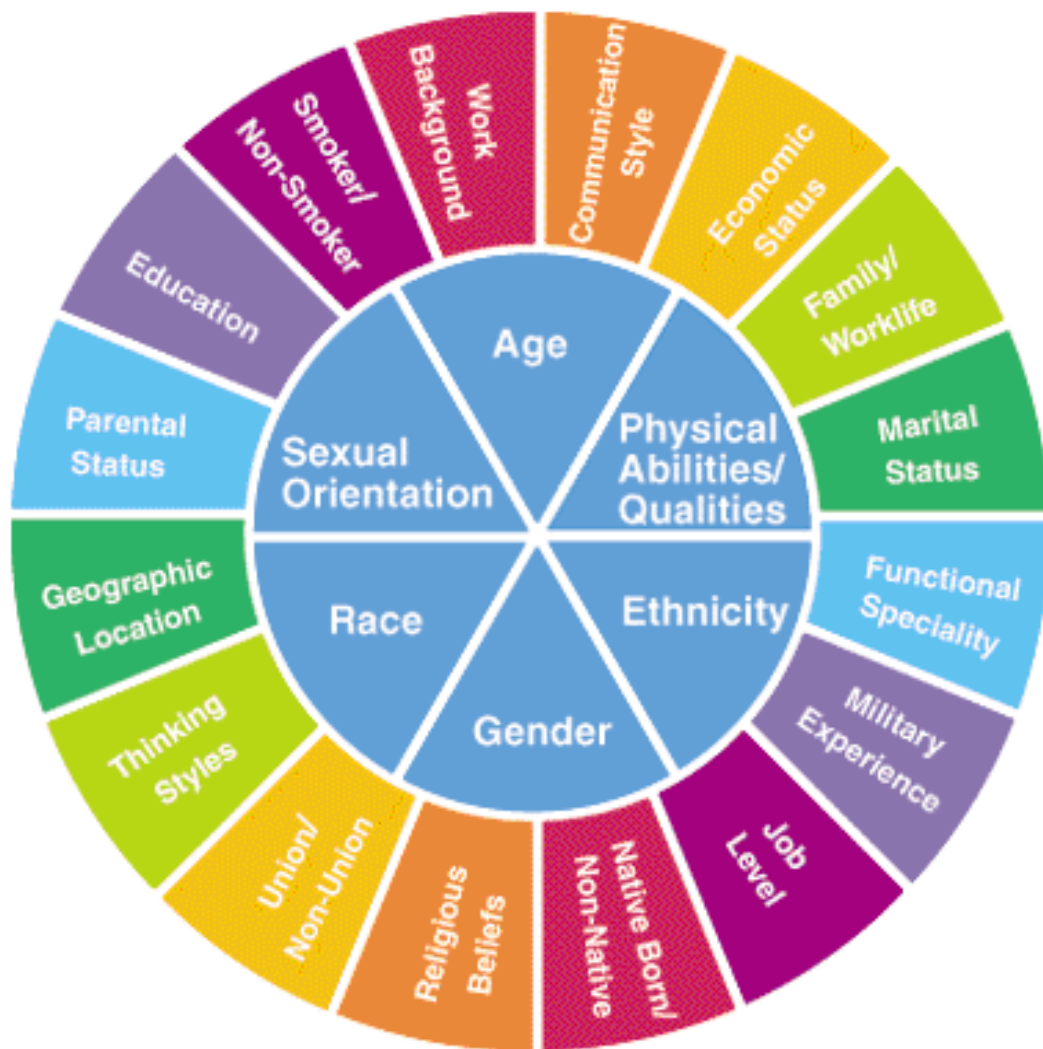 Communication
Style
Economic
Status
Family/
Worklife
Marital
Status
Functional
Speciality
Military
Experience
Job
Level
Native Born/
Non-Native
Religious
Beliefs
Union/
Non-Union
Thinking
Styles
Geographic
Location
Parental
Status
Education
Smoker/
Non-Smoker
Work
Background
Age
Physical
Abilities/
Qualities
Ethnicity
Gender
Race
Sexual
Orientation